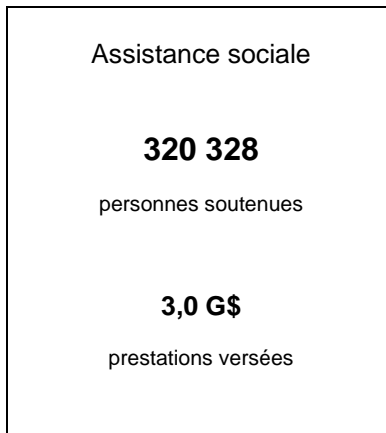 Assistance sociale
320 328
personnes soutenues
3,0 G$
prestations versées